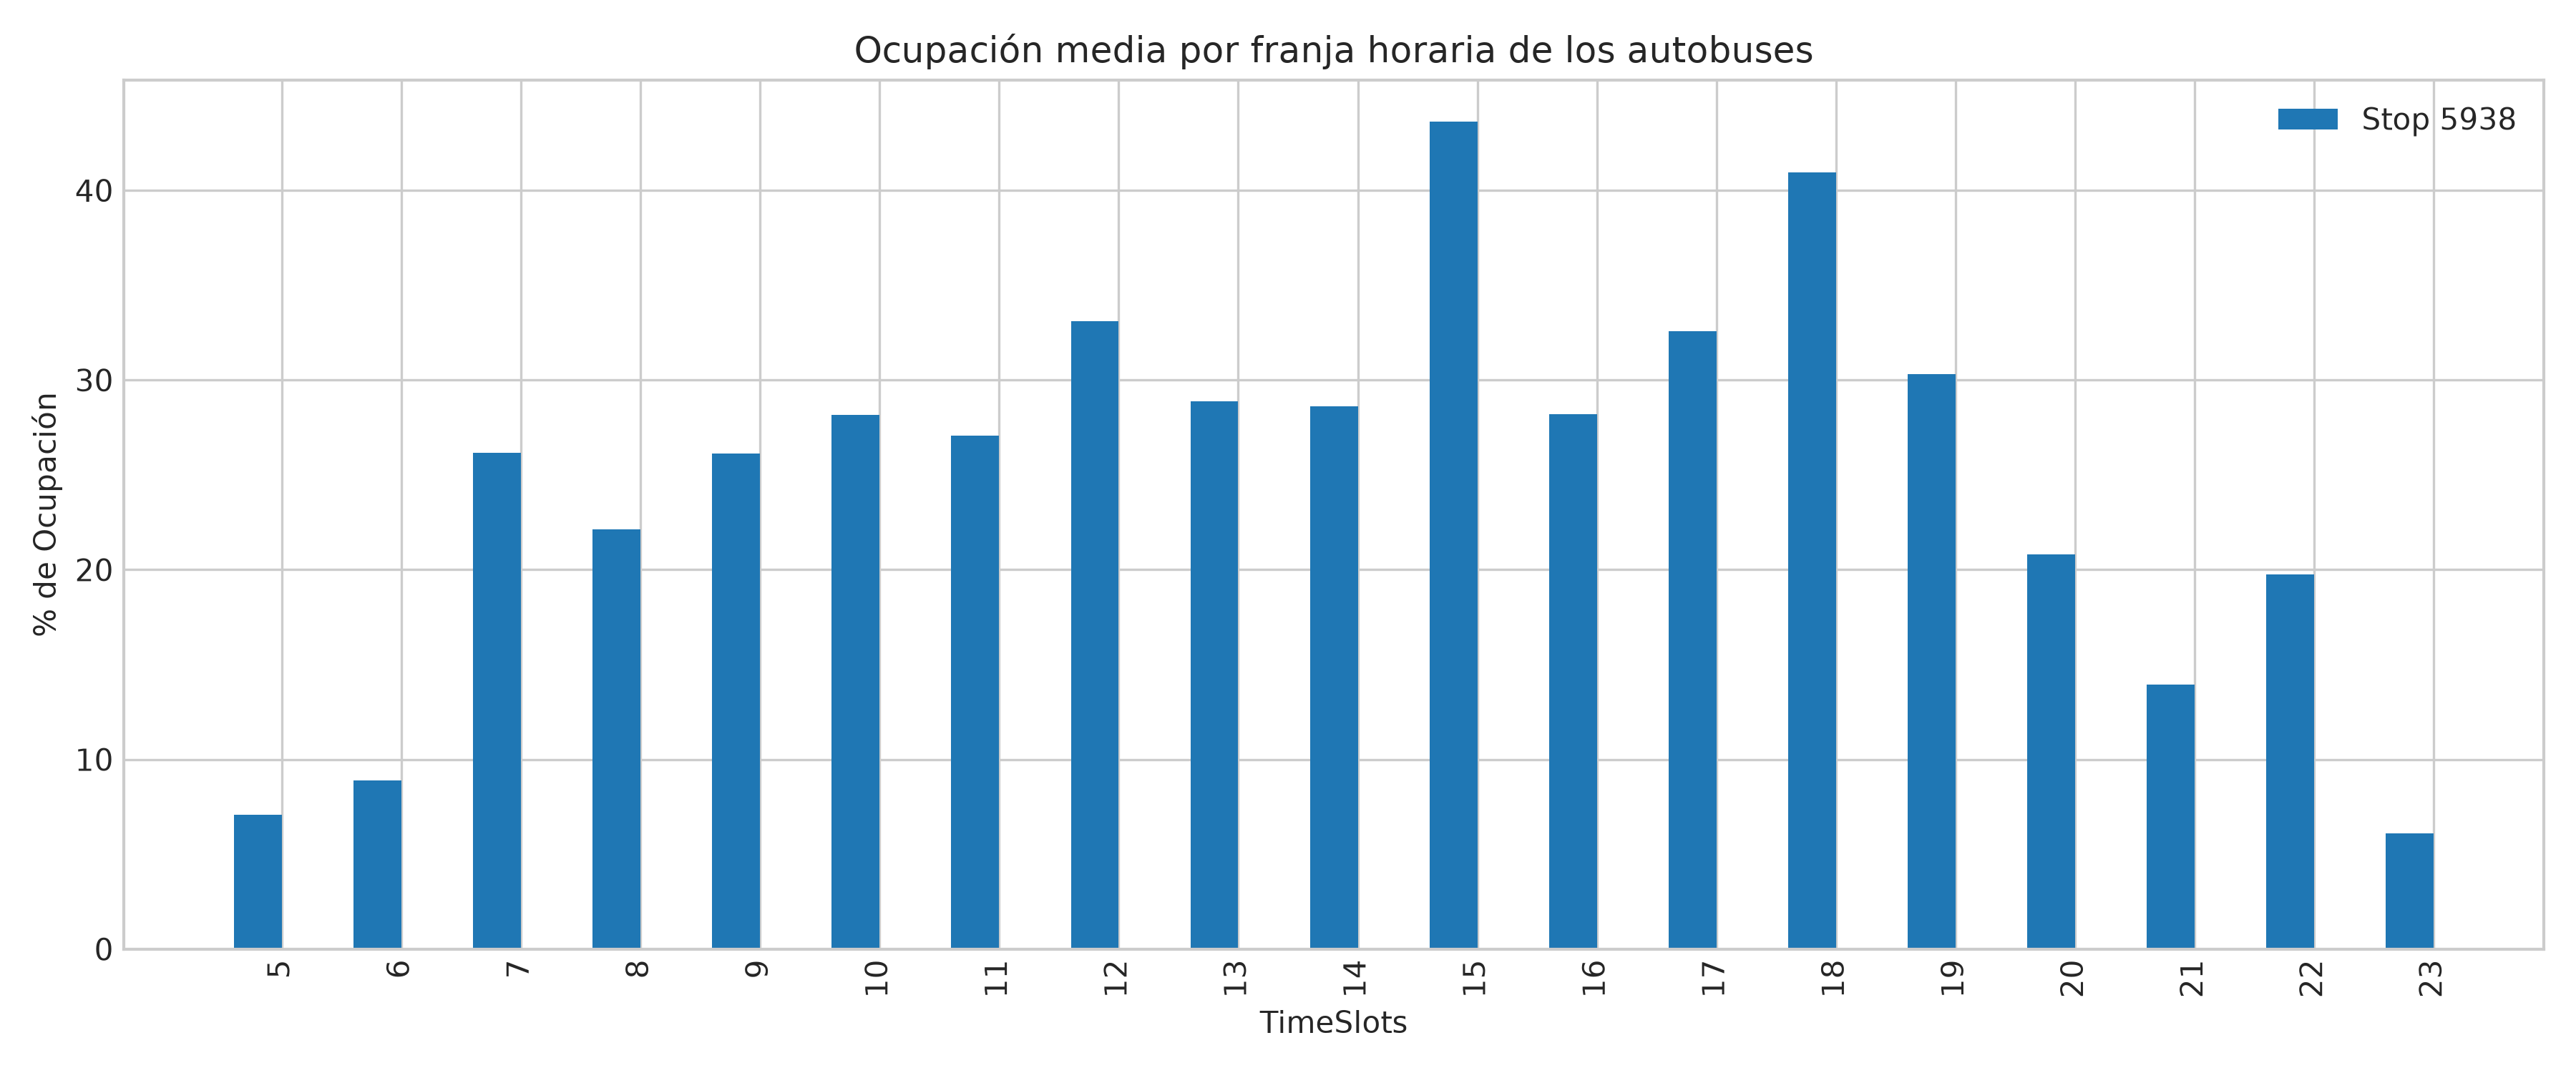 Ocupación media por franja horaria de los autobuses
Stop 5938
% de Ocupación
40
30
20
10
0
5 6 7 8 9 10 11 12 13 14 15 16 17 18 19 20 21 22 23
TimeSlots